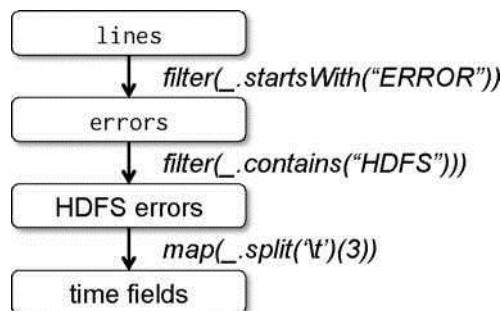 lines
filter(_.startsWith(“ERROR”))
errors
filter(_.contains(“HDFS”)))
HDFS errors
map(_.split(‘\t’)(3))
time fields